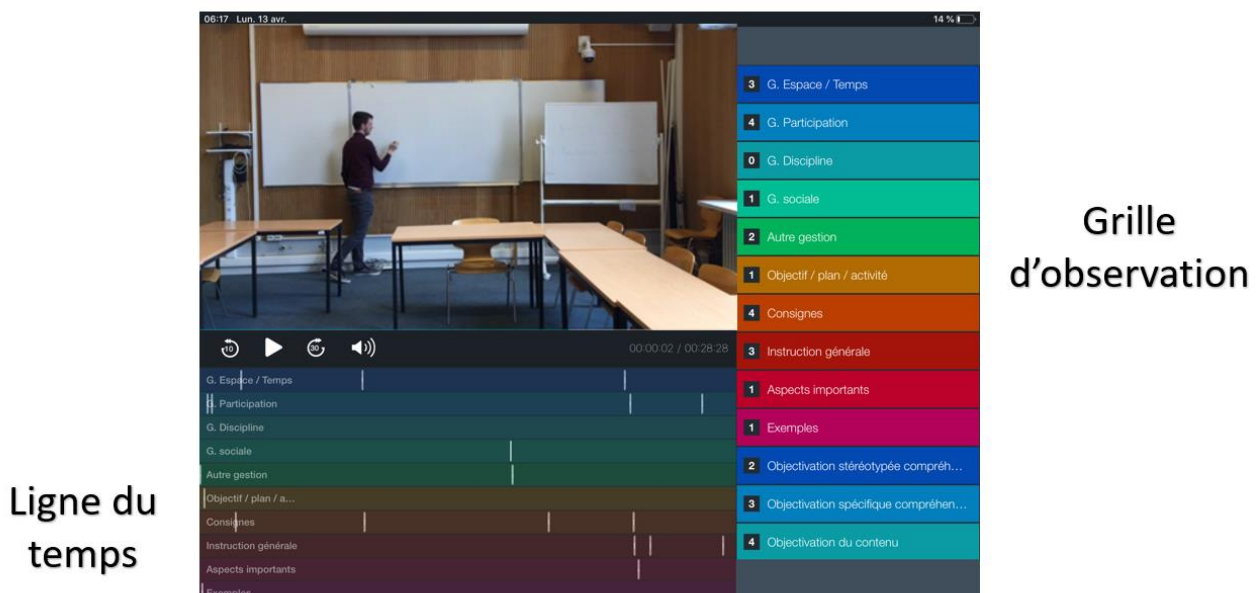 06:17 Lun. 13 avr.
14 %
3 G. Espace / Temps
4 G. Participation
0 G. Discipline
1 G. sociale
2 Autre gestion
1 Objectif / plan / activité
4 Consignes
3 Instruction générale
1 Aspects importants
1 Exemples
2 Objectivation stéréotypée compréh...
3 Objectivation spécifique compréhen...
4 Objectivation du contenu
10
30
00:00:02 / 00:28:28
G. Espace / Temps
G. Participation
G. Discipline
G. sociale
Autre gestion
Objectif / plan / a...
Consignes
Instruction générale
Aspects importants
Exemples
Grille
d'observation
Ligne du
temps